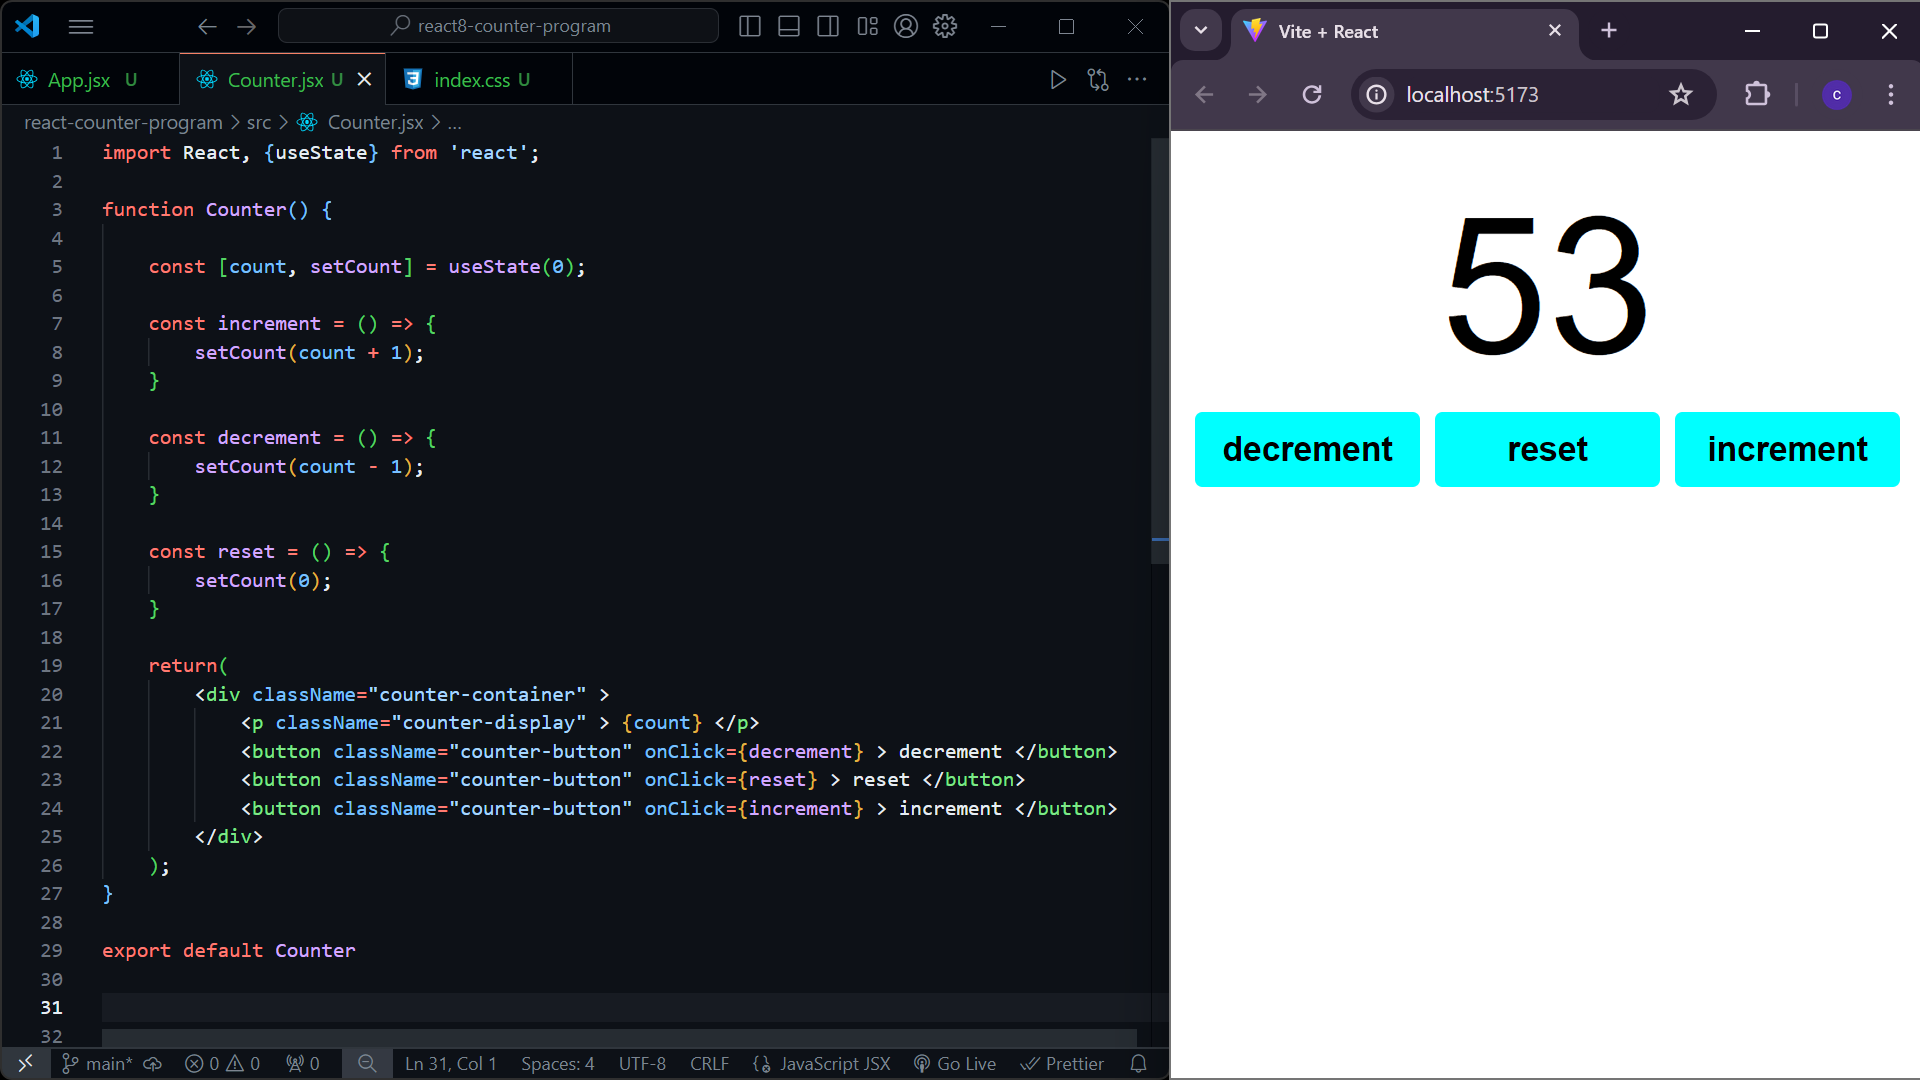 react8-counter-program
App.jsx U
Counter.jsx U
index.css U
react-counter-program > src > Counter.jsx > ...
1 import React, {useState} from 'react';
2
3 function Counter() {
4
5 const [count, setCount] = useState(0);
6
7 const increment = () => {
8 setCount(count + 1);
9 }
10
11 const decrement = () => {
12 setCount(count - 1);
13 }
14
15 const reset = () => {
16 setCount(0);
17 }
18
19 return(
20 <div className="counter-container" >
21 <p className="counter-display" > {count} </p>
22 <button className="counter-button" onClick={decrement} > decrement </button>
23 <button className="counter-button" onClick={reset} > reset </button>
24 <button className="counter-button" onClick={increment} > increment </button>
25 </div>
26 );
27 }
28
29 export default Counter
30
31
32
main* 0 0 0 Ln 31, Col 1 Spaces: 4 UTF-8 CRLF JavaScript JSX Go Live Prettier
Vite + React
localhost:5173
c
53
decrement
reset
increment